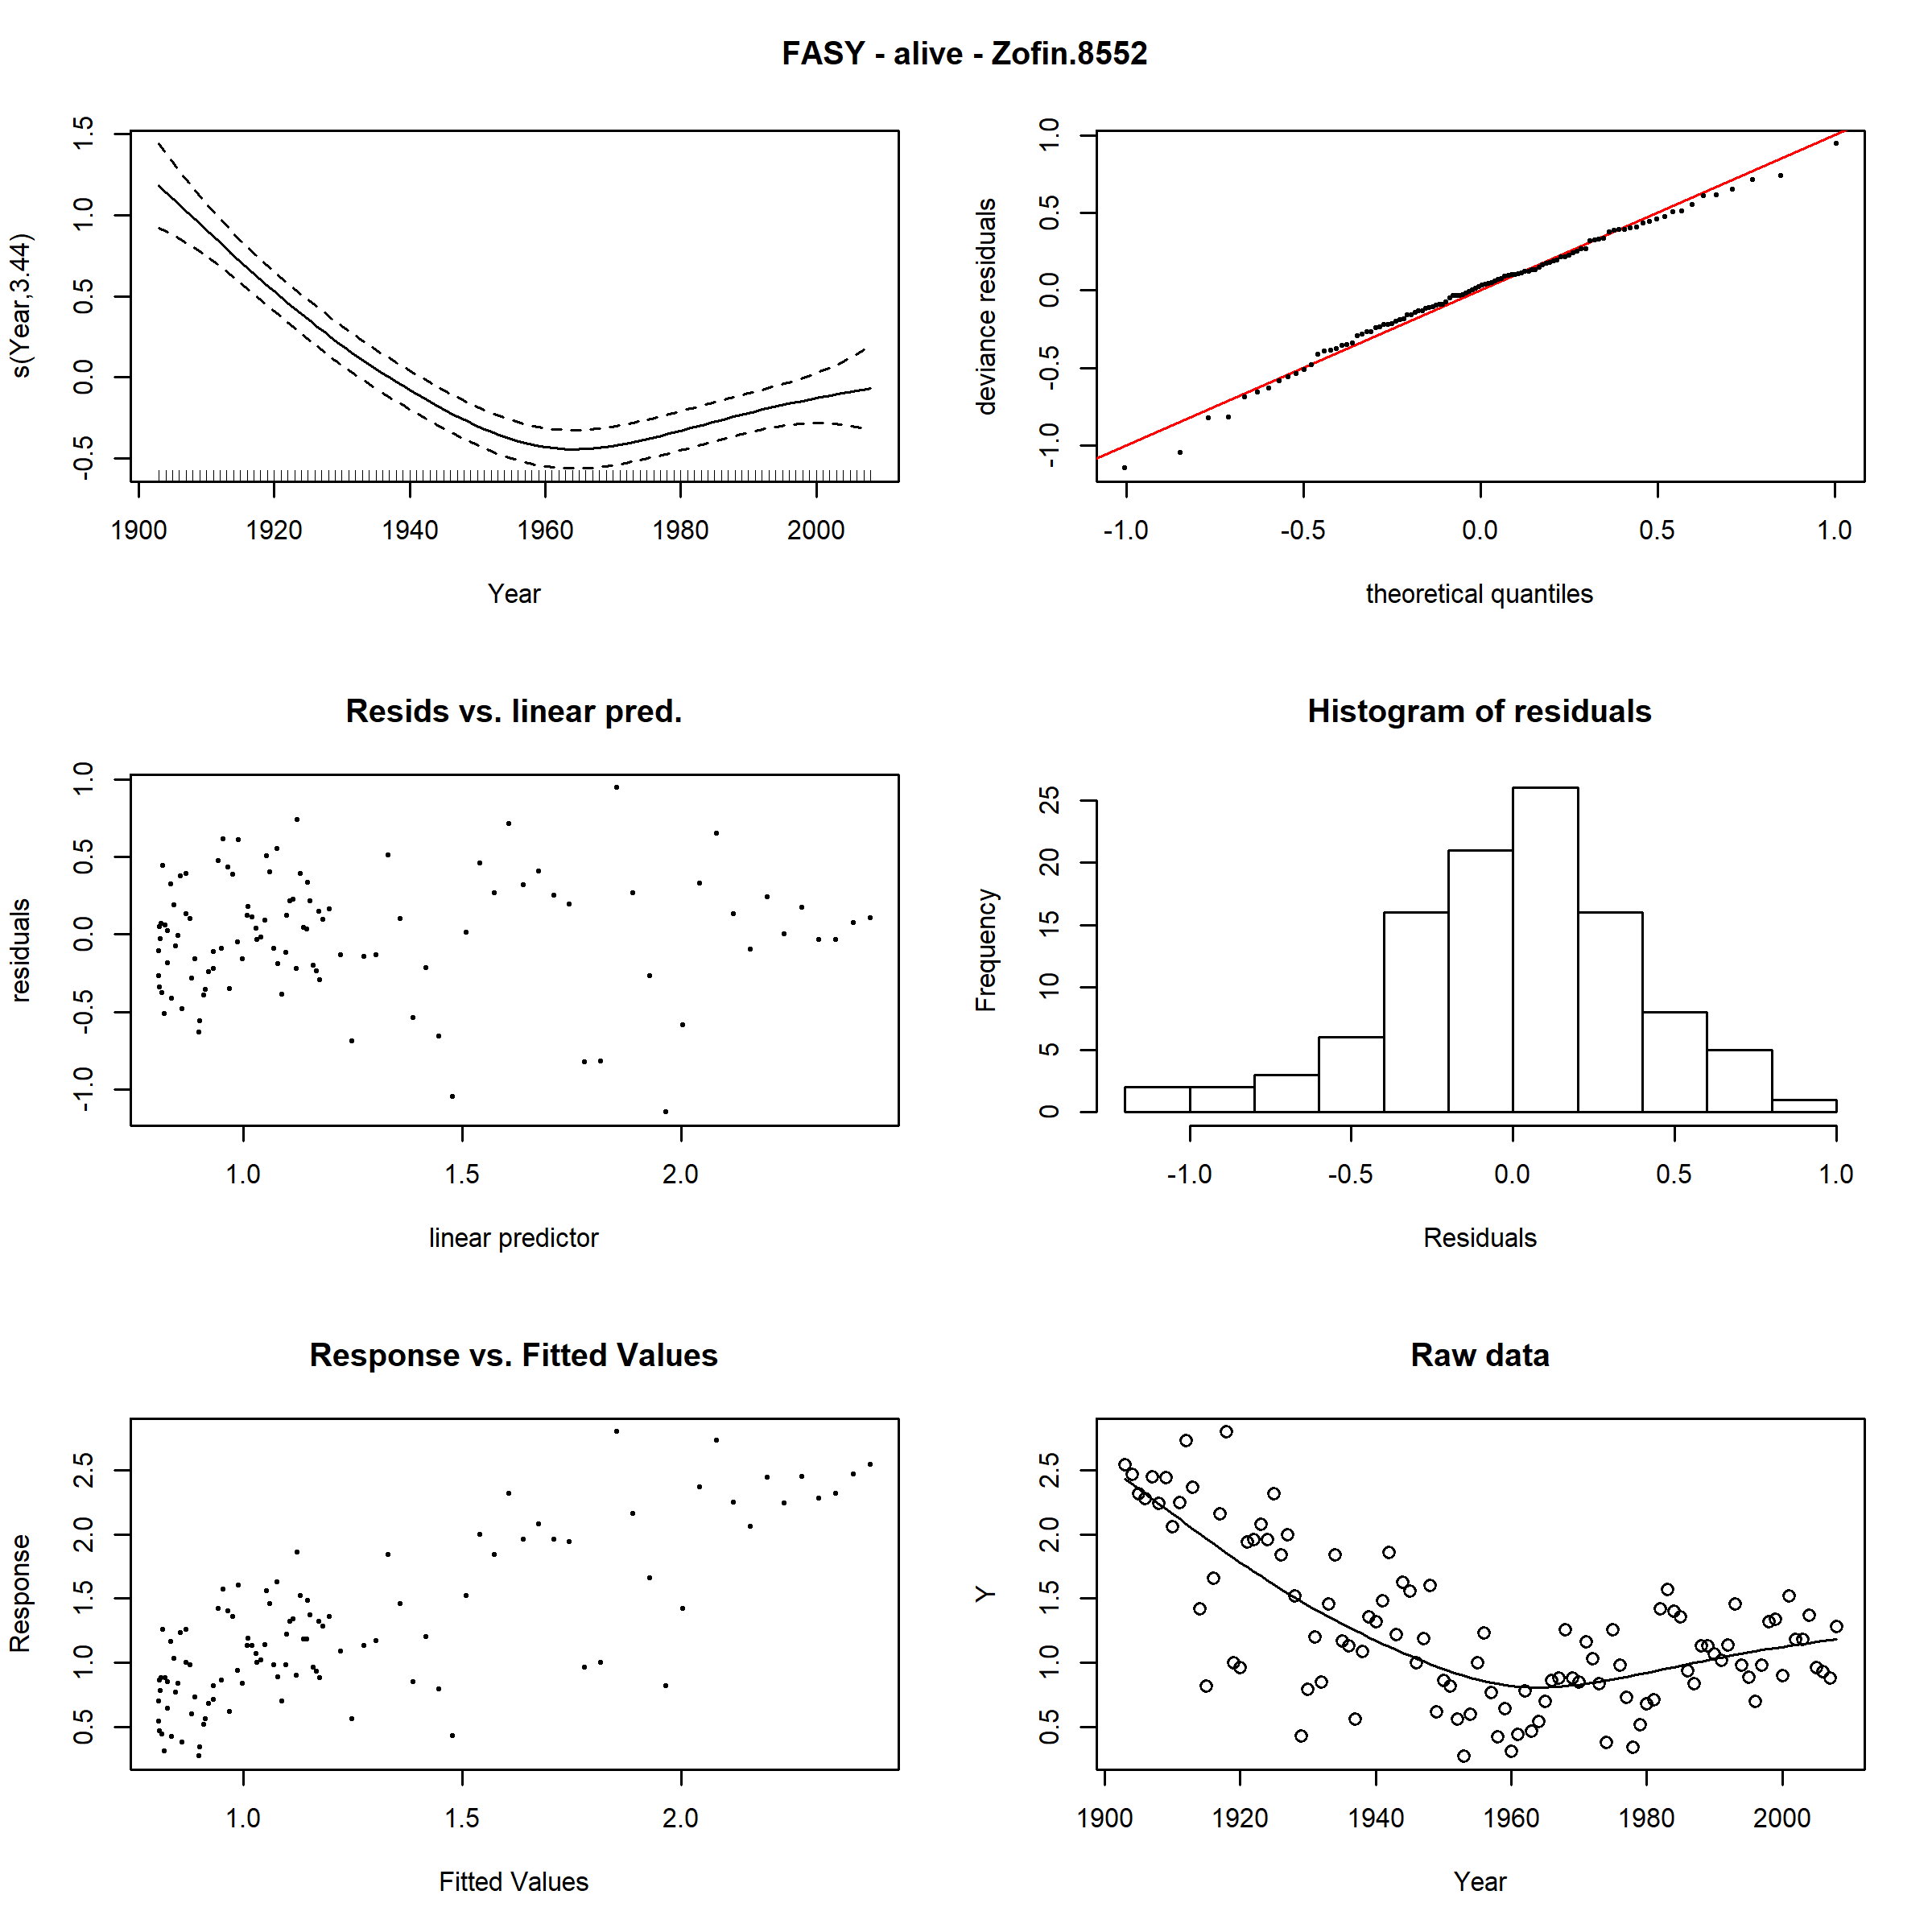 FASY - alive - Zofin.8552
s(Year,3.44)
1.5
1.0
0.5
0.0
-0.5
1900 1920 1940 1960 1980 2000
Year
deviance residuals
1.0
0.5
0.0
-0.5
-1.0
-1.0 -0.5 0.0 0.5 1.0
theoretical quantiles
Resids vs. linear pred.
residuals
1.0
0.5
0.0
-0.5
-1.0
1.0 1.5 2.0
linear predictor
Histogram of residuals
Frequency
25
20
15
10
5
0
-1.0 -0.5 0.0 0.5 1.0
Residuals
Response vs. Fitted Values
Response
2.5
2.0
1.5
1.0
0.5
1.0 1.5 2.0
Fitted Values
Raw data
Y
2.5
2.0
1.5
1.0
0.5
1900 1920 1940 1960 1980 2000
Year